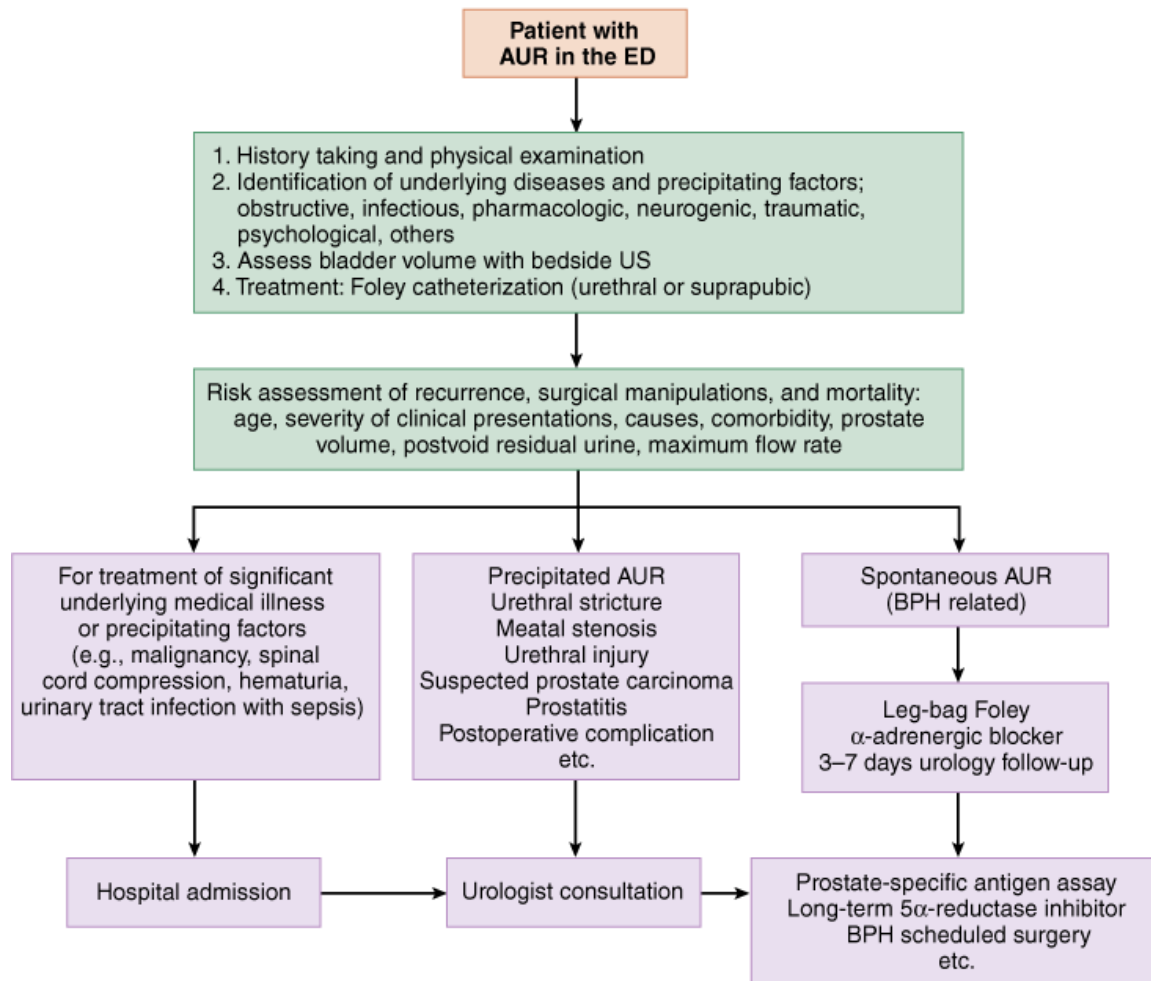 Patient with
AUR in the ED
1. History taking and physical examination
2. Identification of underlying diseases and precipitating factors;
obstructive, infectious, pharmacologic, neurogenic, traumatic,
psychological, others
3. Assess bladder volume with bedside US
4. Treatment: Foley catheterization (urethral or suprapubic)
Risk assessment of recurrence, surgical manipulations, and mortality:
age, severity of clinical presentations, causes, comorbidity, prostate
volume, postvoid residual urine, maximum flow rate
For treatment of significant
underlying medical illness
or precipitating factors
(e.g., malignancy, spinal
cord compression, hematuria,
urinary tract infection with sepsis)
Precipitated AUR
Urethral stricture
Meatal stenosis
Urethral injury
Suspected prostate carcinoma
Prostatitis
Postoperative complication
etc.
Spontaneous AUR
(BPH related)
Leg-bag Foley
α-adrenergic blocker
3–7 days urology follow-up
Hospital admission
Urologist consultation
Prostate-specific antigen assay
Long-term 5α-reductase inhibitor
BPH scheduled surgery
etc.